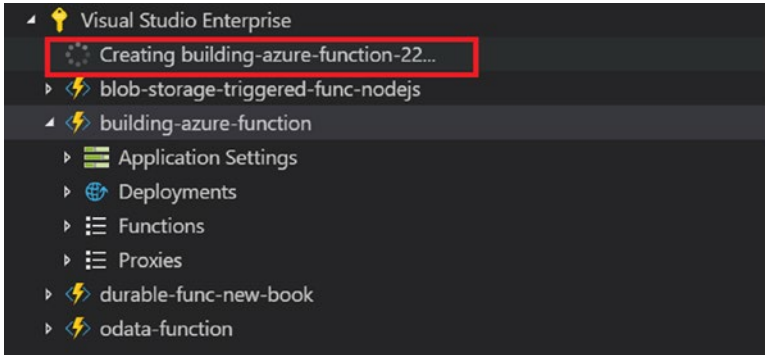 Visual Studio Enterprise
Creating building-azure-function-22...
blob-storage-triggered-func-nodejs
building-azure-function
Application Settings
Deployments
Functions
Proxies
durable-func-new-book
odata-function